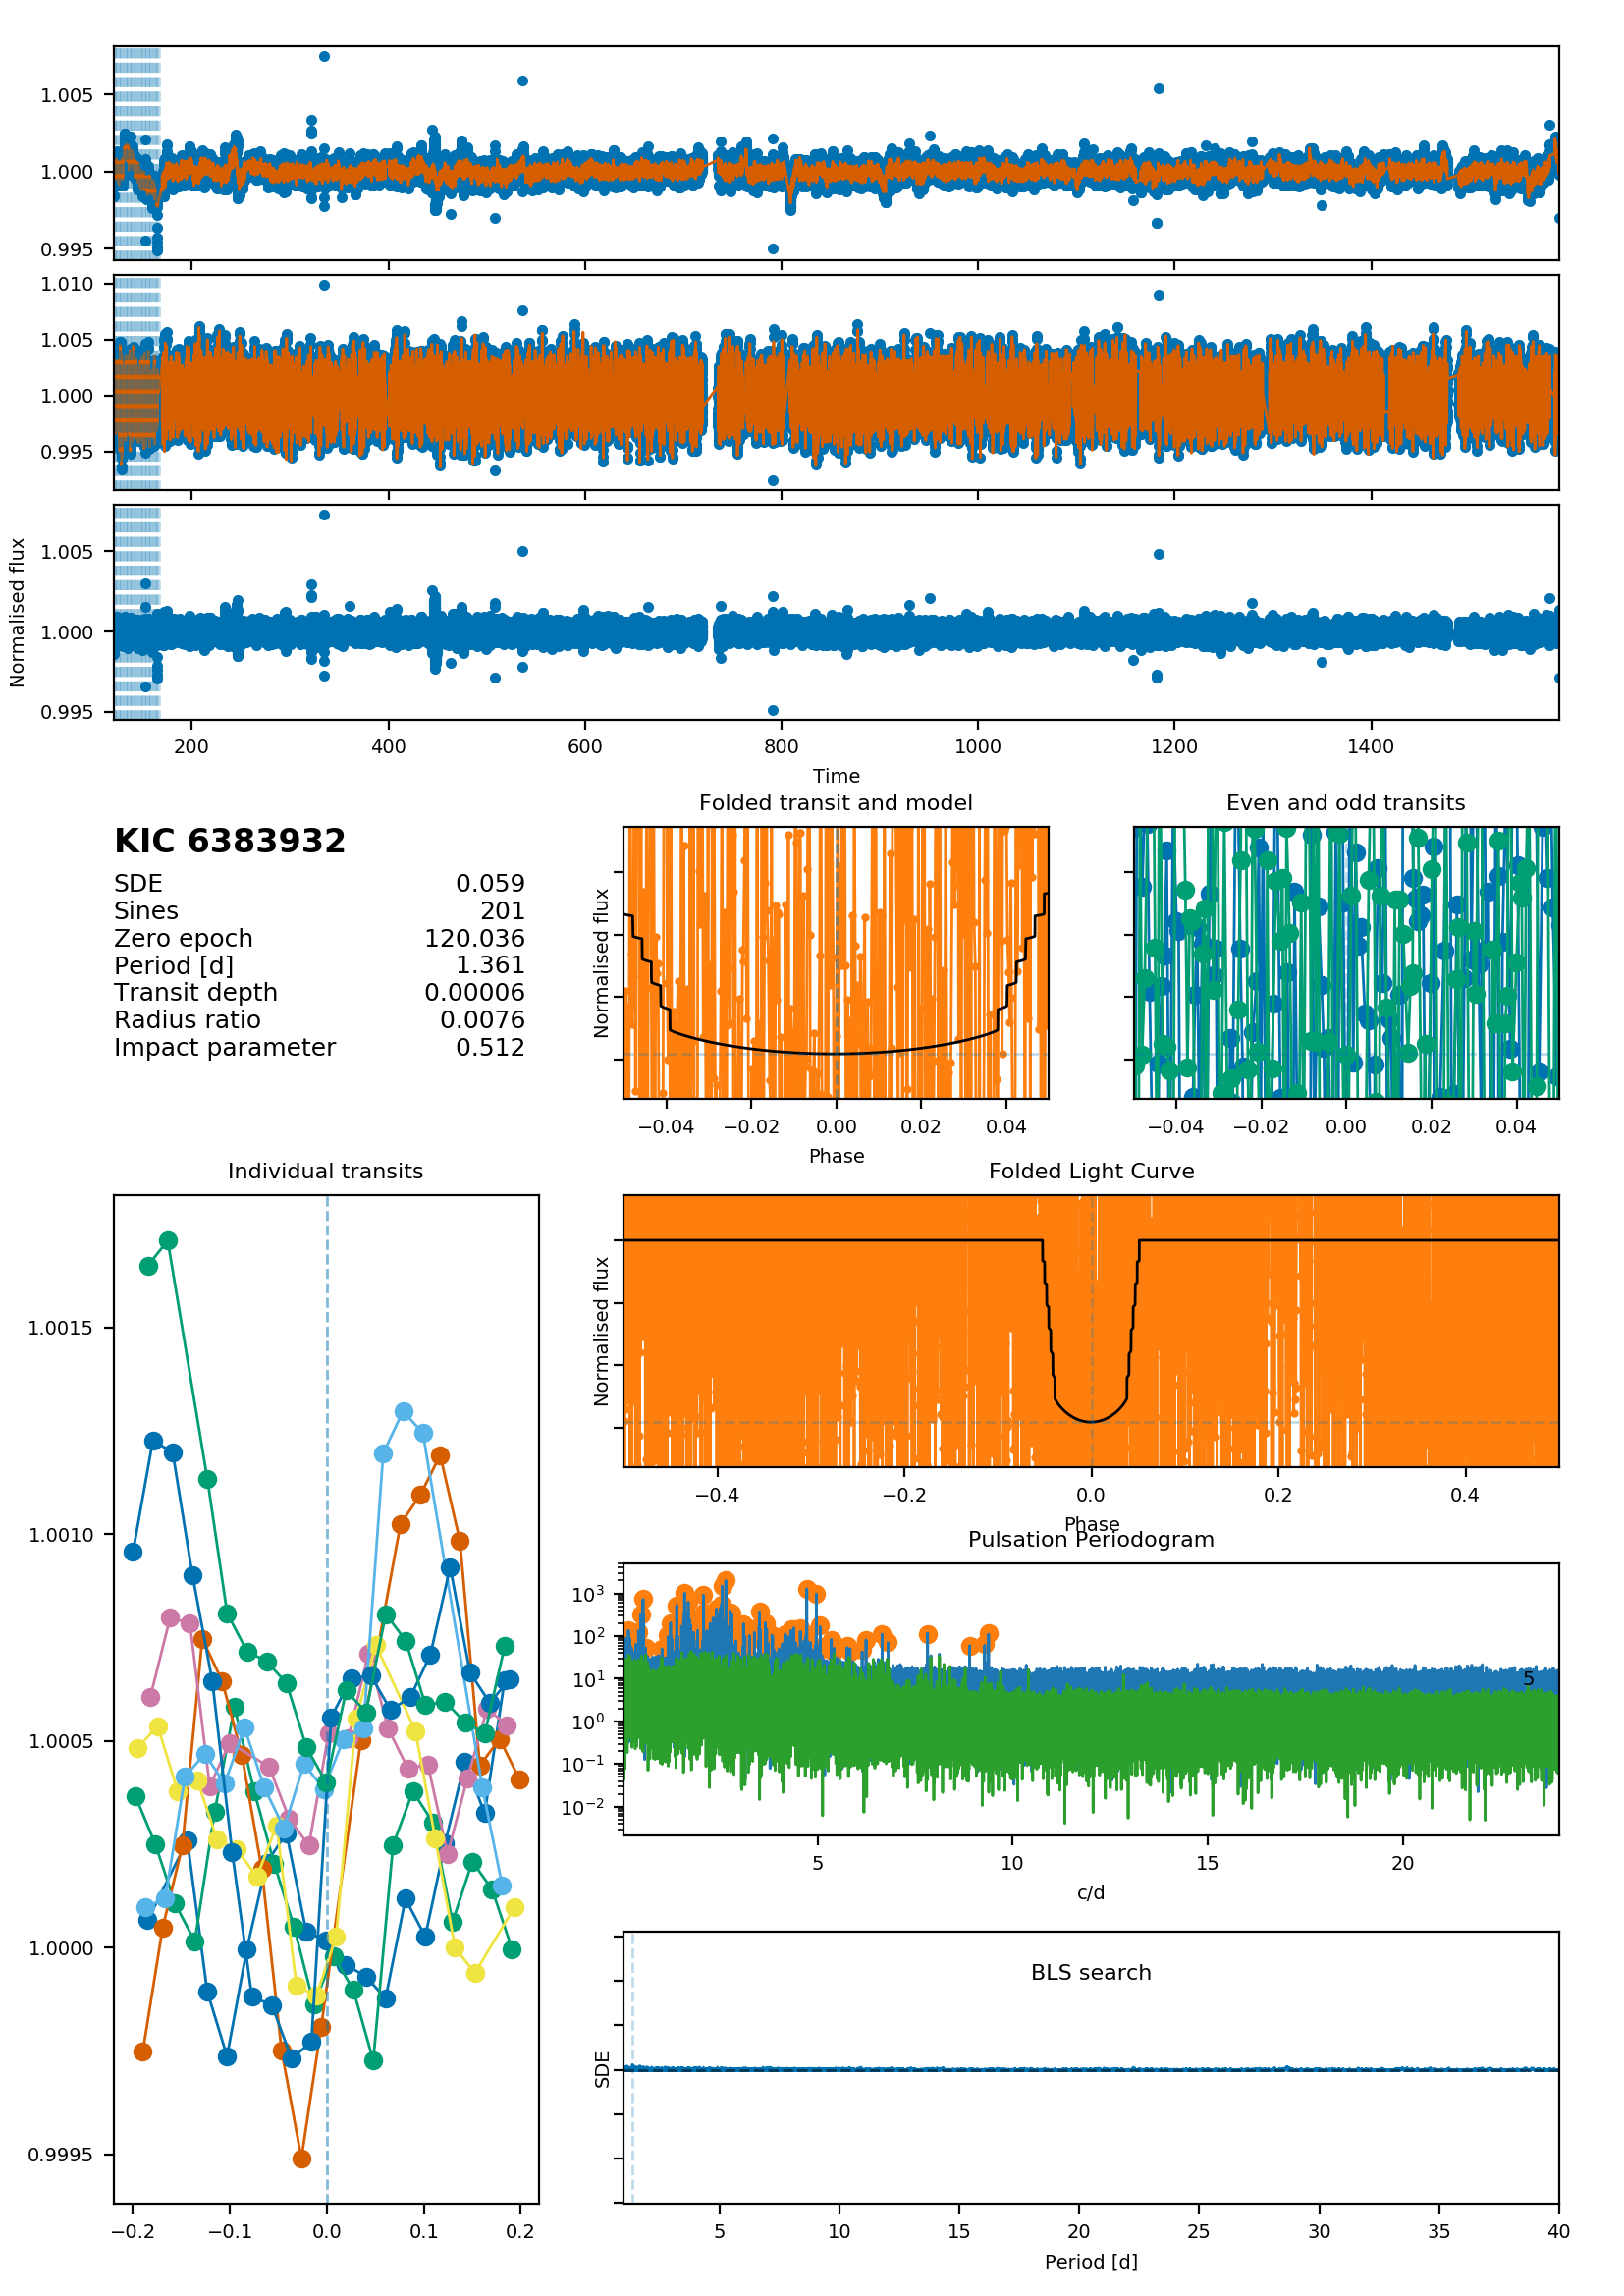 1.005
1.000
0.995
1.010
1.005
1.000
0.995
1.005
1.000
0.995
Normalised flux
200 400 600 800 1000 1200 1400
Time
KIC 6383932
SDE 0.059
Sines 201
Zero epoch 120.036
Period [d] 1.361
Transit depth 0.00006
Radius ratio 0.0076
Impact parameter 0.512
Folded transit and model
Normalised flux
−0.04 −0.02 0.00 0.02 0.04
Phase
Even and odd transits
−0.04 −0.02 0.00 0.02 0.04
Individual transits
1.0015
1.0010
1.0005
1.0000
0.9995
−0.2 −0.1 0.0 0.1 0.2
Folded Light Curve
Normalised flux
−0.4 −0.2 0.0 0.2 0.4
Phase
Pulsation Periodogram
10³
10²
10¹
10⁰
10⁻¹
10⁻²
5
5 10 15 20
c/d
BLS search
SDE
5 10 15 20 25 30 35 40
Period [d]